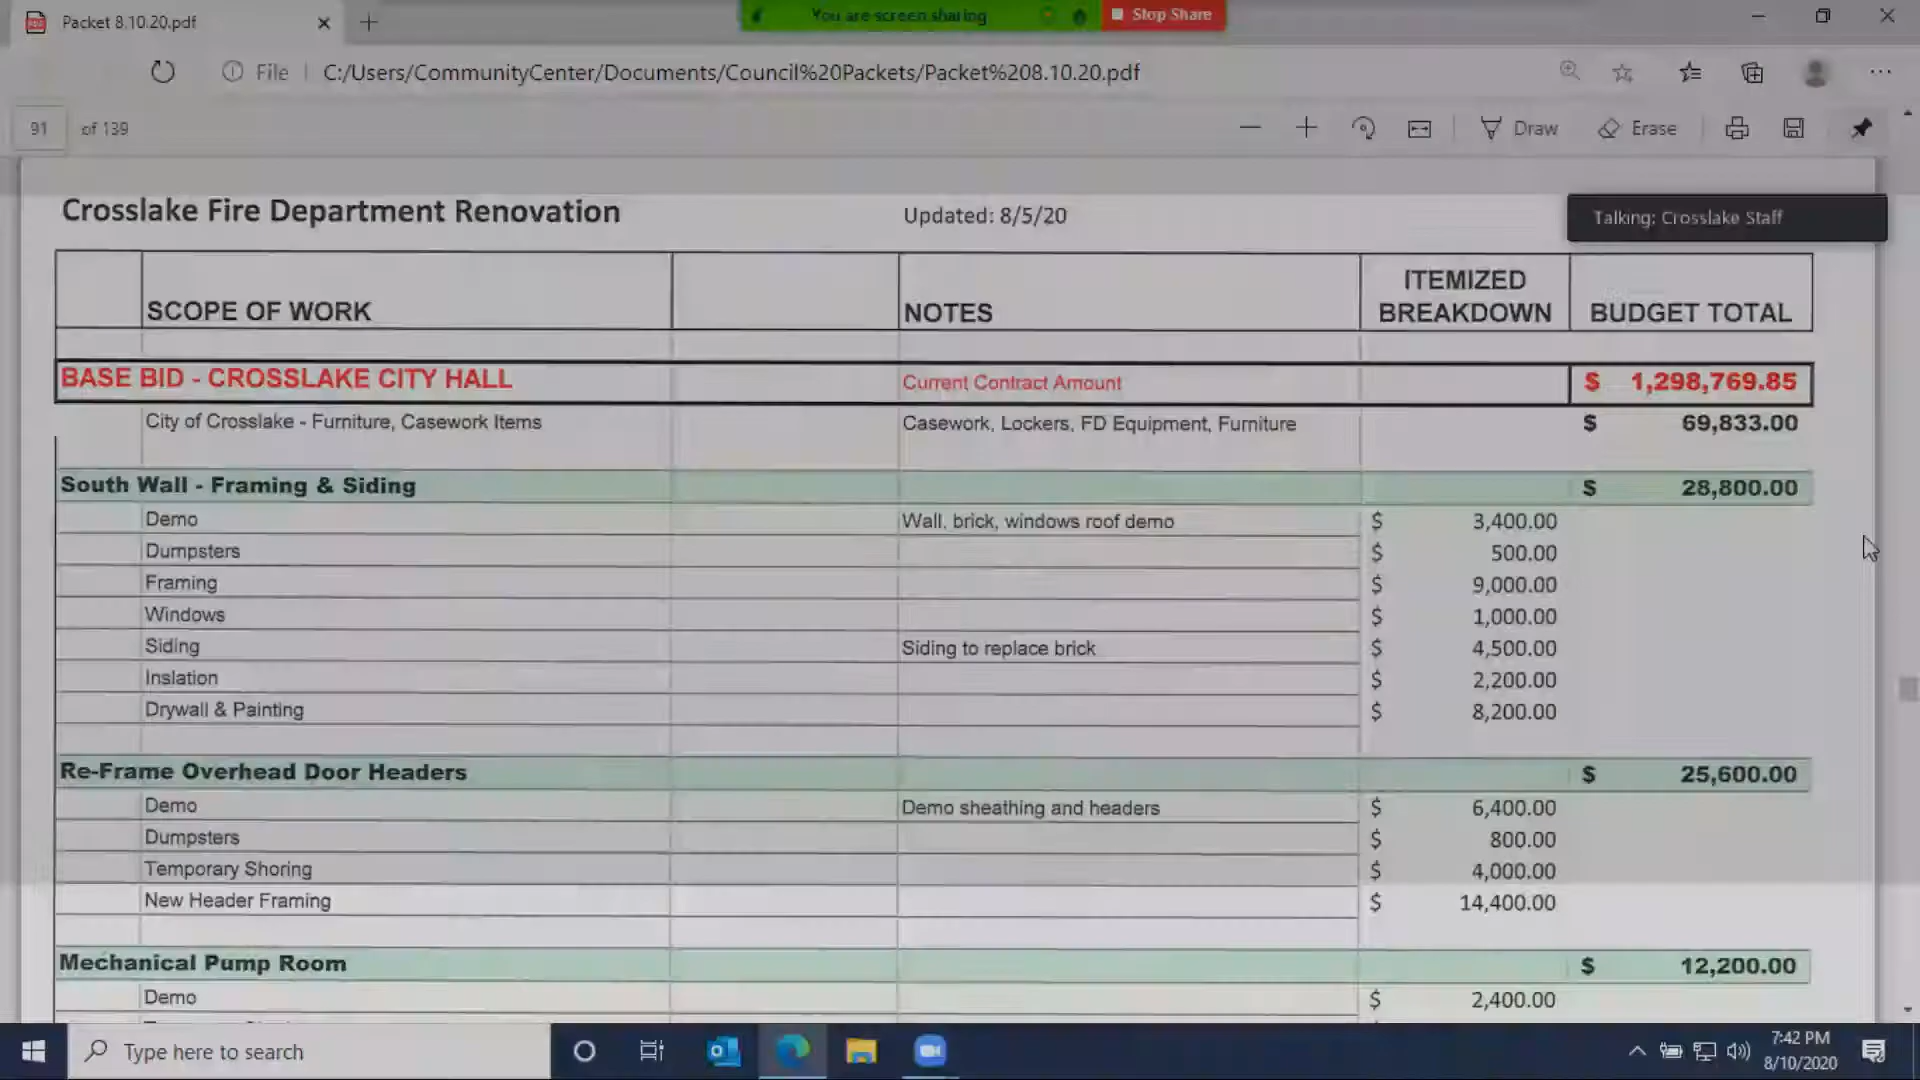 Packet 8.10.20.pdf
You are screen sharing
Stop Share
File
C:/Users/CommunityCenter/Documents/Council%20Packets/Packet%208.10.20.pdf
91 of 139
Draw
Erase
Crosslake Fire Department Renovation
Updated: 8/5/20
Talking: Crosslake Staff
SCOPE OF WORK NOTES ITEMIZED BREAKDOWN BUDGET TOTAL
BASE BID - CROSSLAKE CITY HALL Current Contract Amount $ 1,298,769.85
City of Crosslake - Furniture, Casework Items Casework, Lockers, FD Equipment, Furniture $ 69,833.00
South Wall - Framing & Siding $ 28,800.00
Demo Wall, brick, windows roof demo $ 3,400.00
Dumpsters $ 500.00
Framing $ 9,000.00
Windows $ 1,000.00
Siding Siding to replace brick $ 4,500.00
Inslation $ 2,200.00
Drywall & Painting $ 8,200.00
Re-Frame Overhead Door Headers $ 25,600.00
Demo Demo sheathing and headers $ 6,400.00
Dumpsters $ 800.00
Temporary Shoring $ 4,000.00
New Header Framing $ 14,400.00
Mechanical Pump Room $ 12,200.00
Demo $ 2,400.00
Type here to search
7:42 PM
8/10/2020